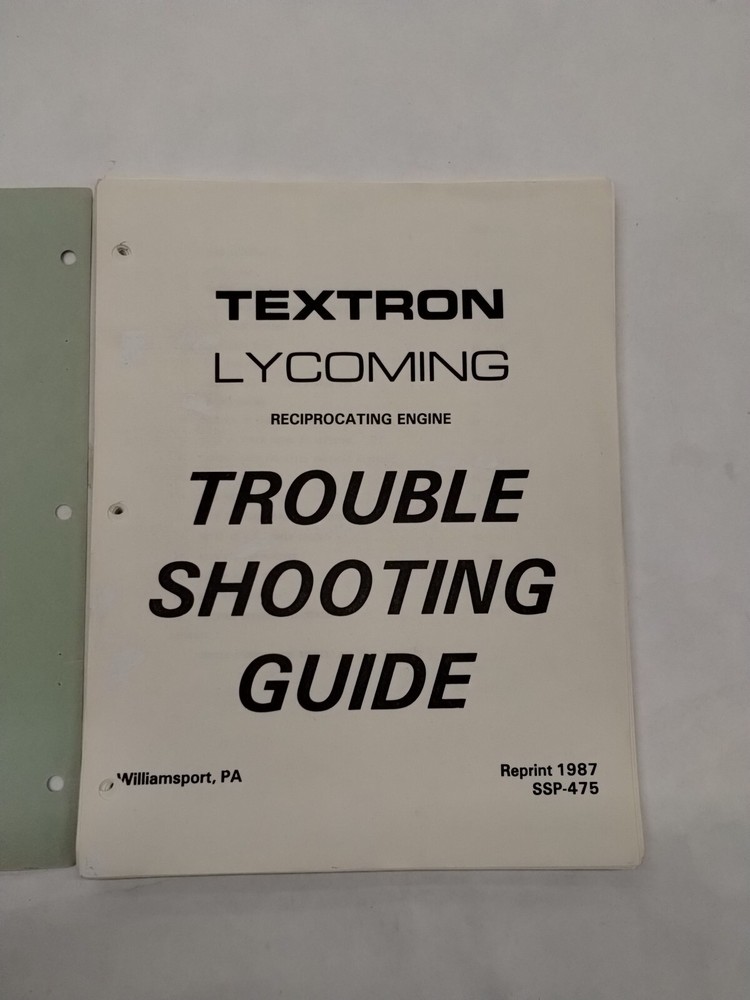 TEXTRON
LYCOMING
RECIPROCATING ENGINE
TROUBLE
SHOOTING
GUIDE
Williamsport, PA
Reprint 1987
SSP-475